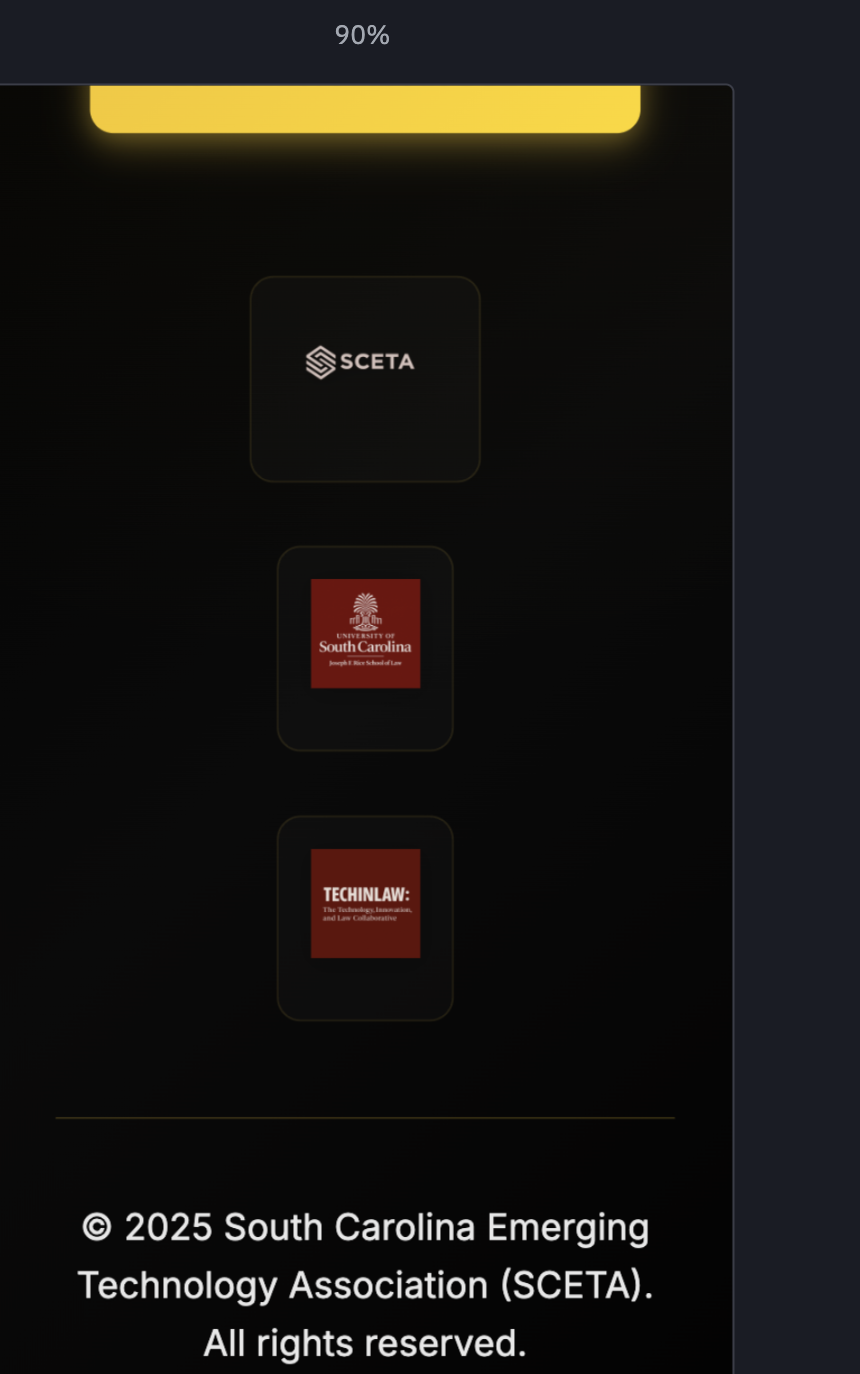 90%
SCETA
UNIVERSITY OF
South Carolina
Joseph F. Rice School of Law
TECHINLAW:
The Technology, Innovation,
and Law Collaborative
© 2025 South Carolina Emerging
Technology Association (SCETA).
All rights reserved.